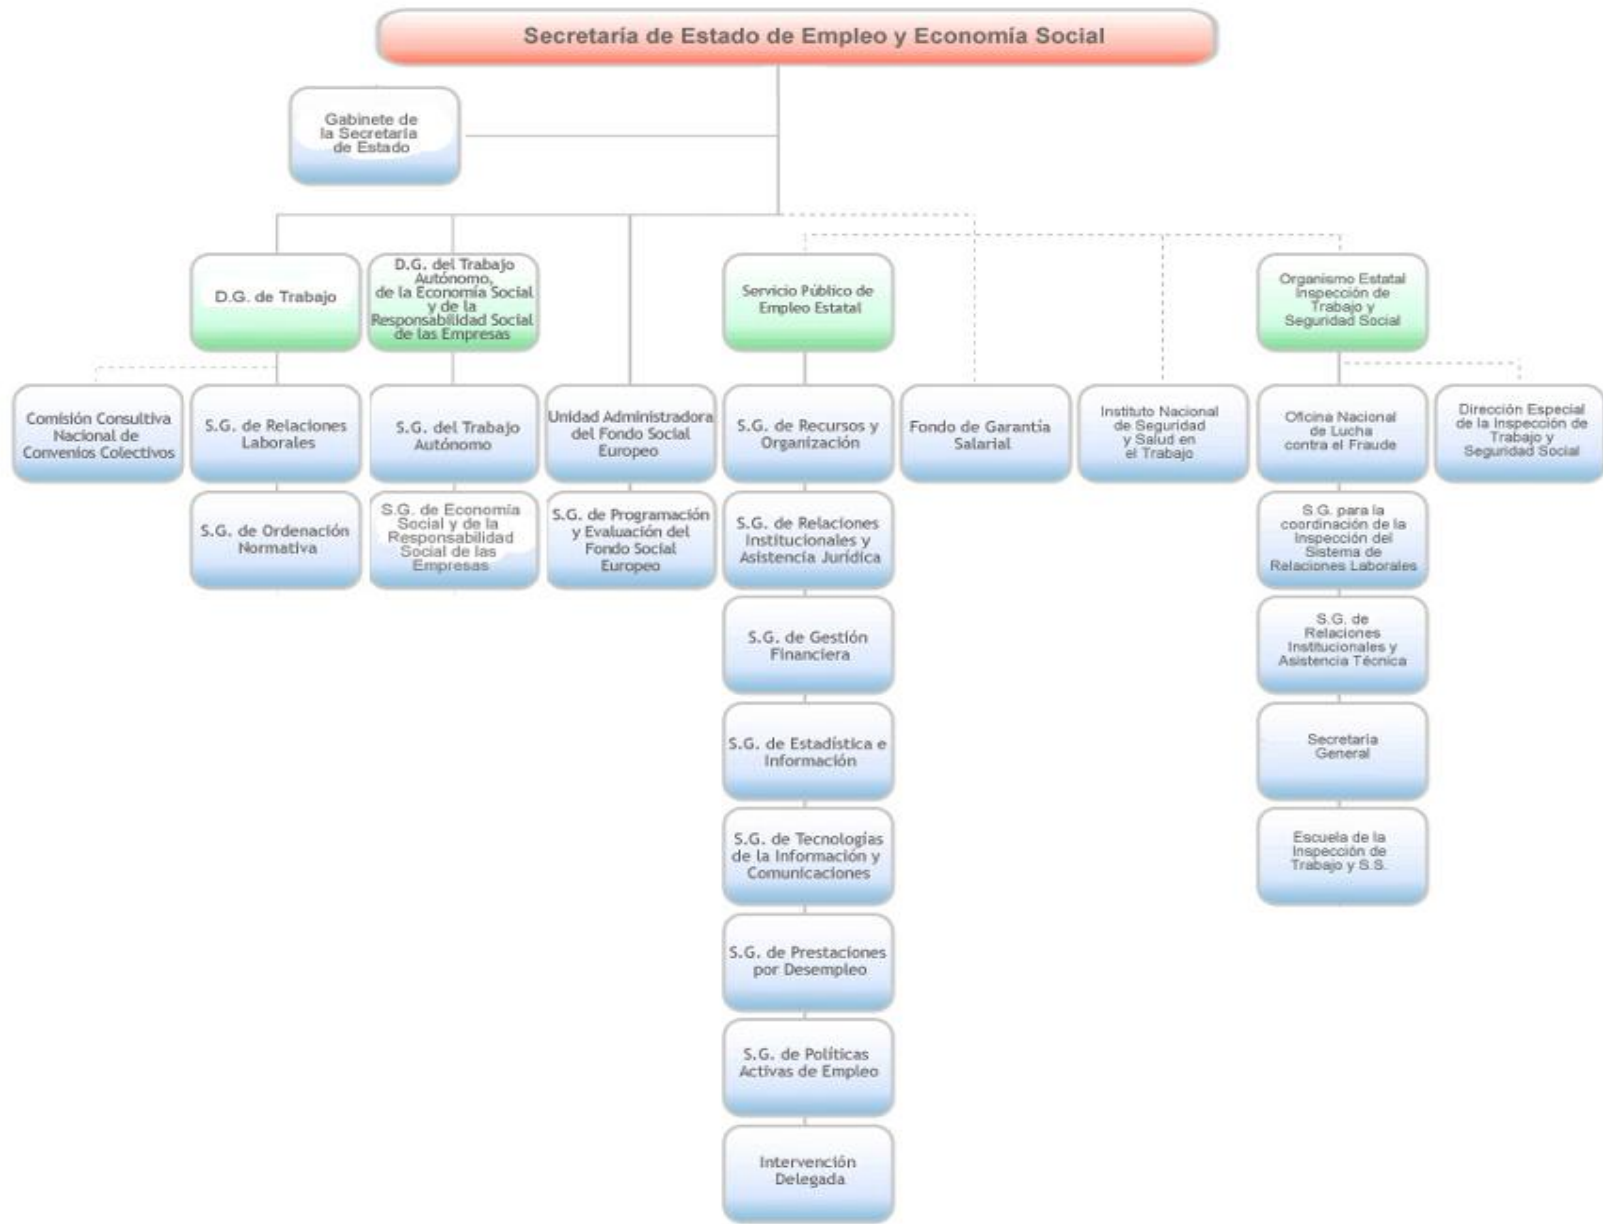 Secretaría de Estado de Empleo y Economía Social
Gabinete de
la Secretaría
de Estado
D.G. de Trabajo
D.G. del Trabajo
Autónomo,
de la Economía Social
y de la
Responsabilidad Social
de las Empresas
Servicio Público de
Empleo Estatal
Organismo Estatal
Inspección de
Trabajo y
Seguridad Social
Comisión Consultiva
Nacional de
Convenios Colectivos
S.G. de Relaciones
Laborales
S.G. del Trabajo
Autónomo
Unidad Administradora
del Fondo Social
Europeo
S.G. de Recursos y
Organización
Fondo de Garantía
Salarial
Instituto Nacional
de Seguridad
y Salud en
el Trabajo
Oficina Nacional
de Lucha
contra el Fraude
Dirección Especial
de la Inspección de
Trabajo y
Seguridad Social
S.G. de Ordenación
Normativa
S.G. de Economía
Social y de la
Responsabilidad
Social de las
Empresas
S.G. de Programación
y Evaluación del
Fondo Social
Europeo
S.G. de Relaciones
Institucionales y
Asistencia Jurídica
S.G. para la
coordinación de la
Inspección del
Sistema de
Relaciones Laborales
S.G. de Gestión
Financiera
S.G. de
Relaciones
Institucionales y
Asistencia Técnica
S.G. de Estadística e
Información
Secretaría
General
S.G. de Tecnologías
de la Información y
Comunicaciones
Escuela de la
Inspección de
Trabajo y S.S.
S.G. de Prestaciones
por Desempleo
S.G. de Políticas
Activas de Empleo
Intervención
Delegada